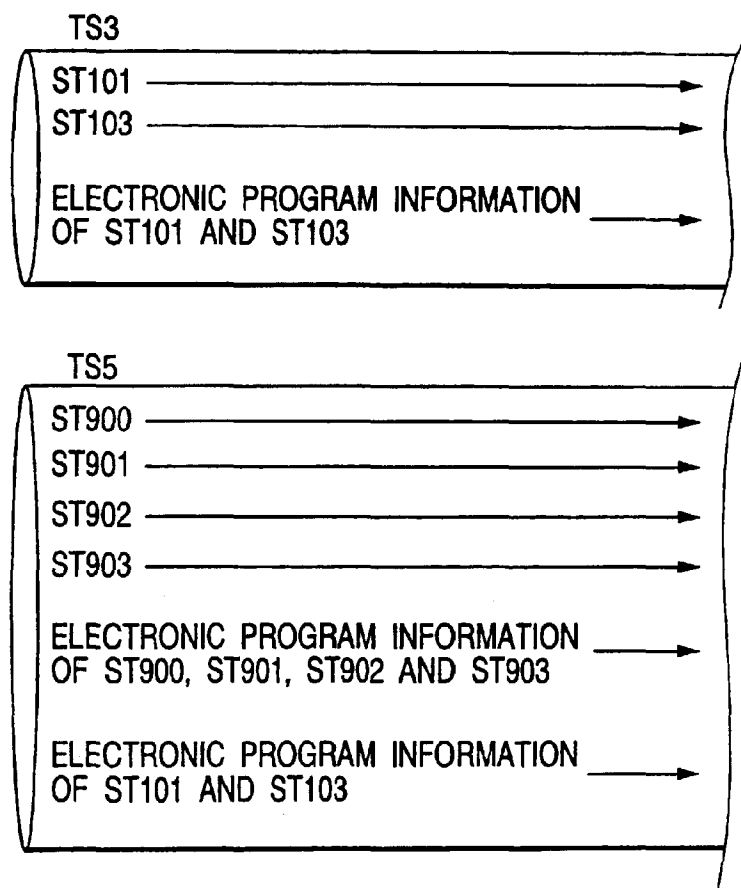 TS3
ST101
ST103
ELECTRONIC PROGRAM INFORMATION
OF ST101 AND ST103
TS5
ST900
ST901
ST902
ST903
ELECTRONIC PROGRAM INFORMATION
OF ST900, ST901, ST902 AND ST903
ELECTRONIC PROGRAM INFORMATION
OF ST101 AND ST103